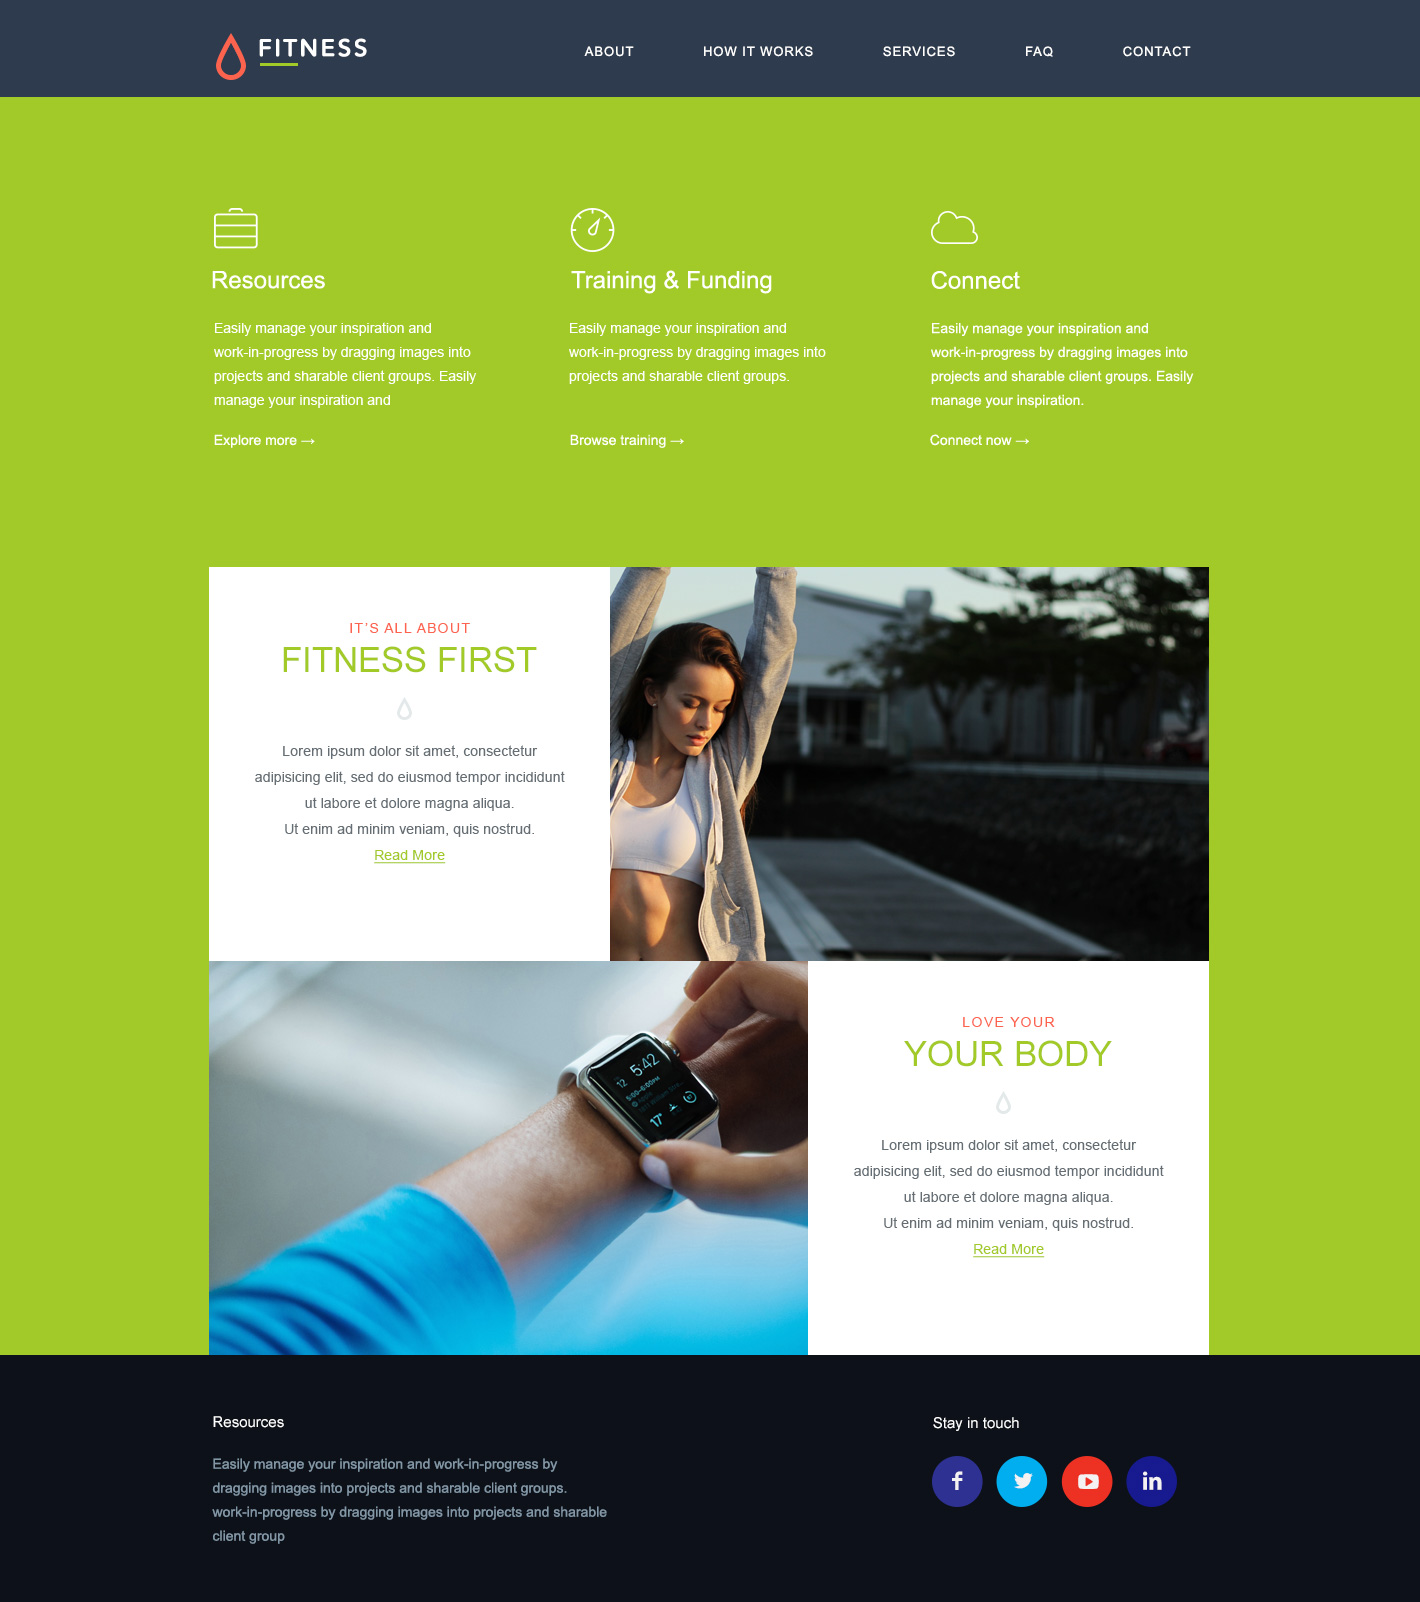 FITNESS
ABOUT
HOW IT WORKS
SERVICES
FAQ
CONTACT
Resources
Easily manage your inspiration and
work-in-progress by dragging images into
projects and sharable client groups. Easily
manage your inspiration and
Explore more →
Training & Funding
Easily manage your inspiration and
work-in-progress by dragging images into
projects and sharable client groups.
Browse training →
Connect
Easily manage your inspiration and
work-in-progress by dragging images into
projects and sharable client groups. Easily
manage your inspiration.
Connect now →
IT'S ALL ABOUT
FITNESS FIRST
Lorem ipsum dolor sit amet, consectetur
adipisicing elit, sed do eiusmod tempor incididunt
ut labore et dolore magna aliqua.
Ut enim ad minim veniam, quis nostrud.
Read More
12 5:42
5:00–6:00PM
17°
LOVE YOUR
YOUR BODY
Lorem ipsum dolor sit amet, consectetur
adipisicing elit, sed do eiusmod tempor incididunt
ut labore et dolore magna aliqua.
Ut enim ad minim veniam, quis nostrud.
Read More
Resources
Easily manage your inspiration and work-in-progress by
dragging images into projects and sharable client groups.
work-in-progress by dragging images into projects and sharable
client group
Stay in touch
f
in